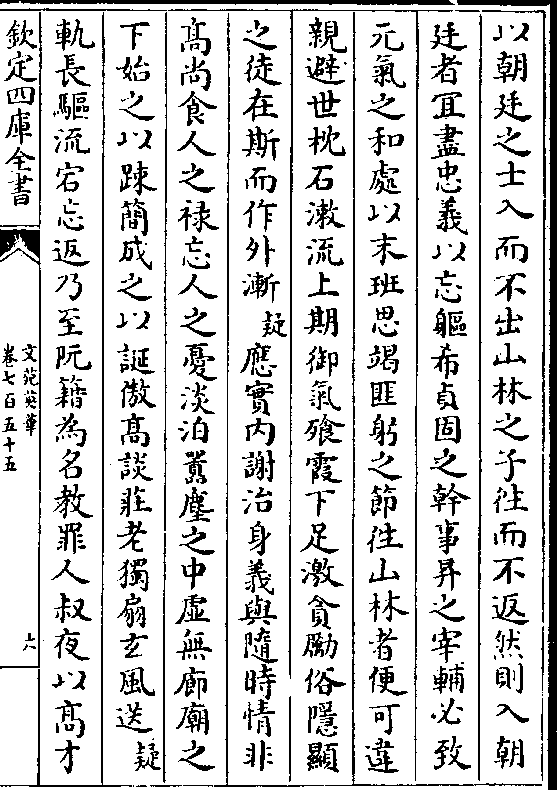 以朝廷之士入而不出山林之子徃而不返然則入朝
廷者宜盡忠義以忘軀希貞固之幹事昇之宰輔必致
元氣之和處以末班思竭匪躬之節徃山林者便可違
親避世枕石漱流上期御氣飱霞下足激貪勵俗隱顯
之徒在斯而作外漸疑應實内謝治身義與隨時情非
髙尚食人之禄忘人之憂淡泊囂塵之中虚無廊廟之
下始之以踈簡成之以誕傲髙談莊老獨扇玄風送疑
軌長驅流宕忘返乃至阮籍為名教罪人叔夜以髙才
欽定四庫全書
文苑英華
卷七百五十五
六